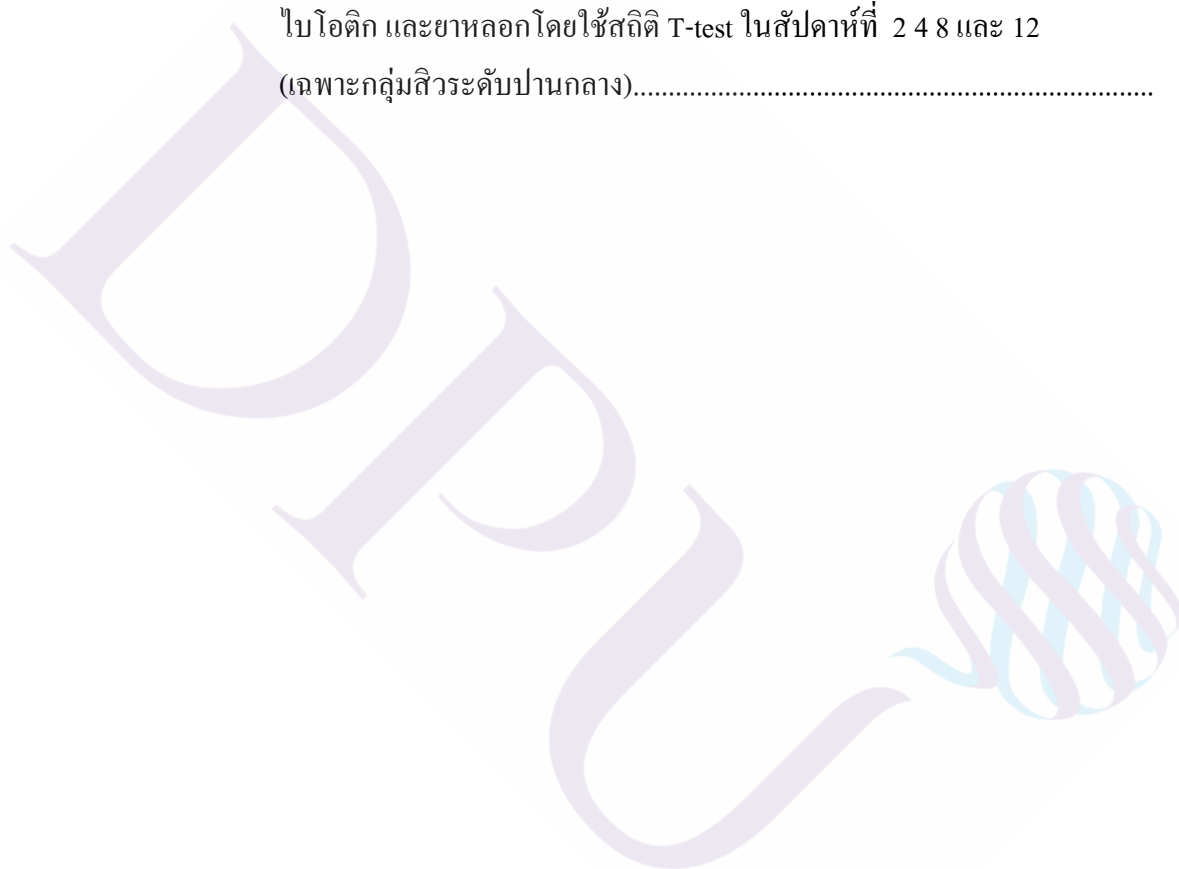 ไบโอติก และยาหลอกโดยใช้สถิติ T-test ในสัปดาห์ที่ 2 4 8 และ 12
(เฉพาะกลุ่มสิวระดับปานกลาง)..........................................................................
DPU